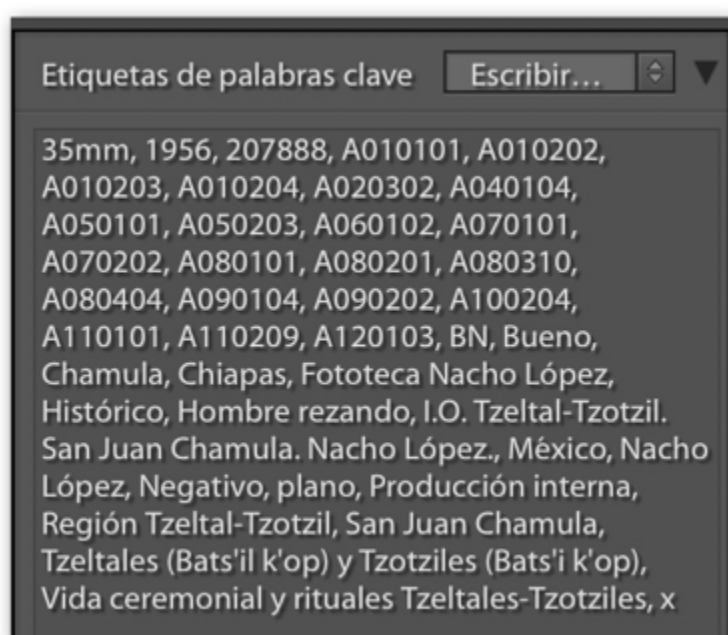 Etiquetas de palabras clave Escribir...
35mm, 1956, 207888, A010101, A010202,
A010203, A010204, A020302, A040104,
A050101, A050203, A060102, A070101,
A070202, A080101, A080201, A080310,
A080404, A090104, A090202, A100204,
A110101, A110209, A120103, BN, Bueno,
Chamula, Chiapas, Fototeca Nacho López,
Histórico, Hombre rezando, I.O. Tzeltal-Tzotzil.
San Juan Chamula. Nacho López., México, Nacho
López, Negativo, plano, Producción interna,
Región Tzeltal-Tzotzil, San Juan Chamula,
Tzeltales (Bats'il k'op) y Tzotziles (Bats'i k'op),
Vida ceremonial y rituales Tzeltales-Tzotziles, x